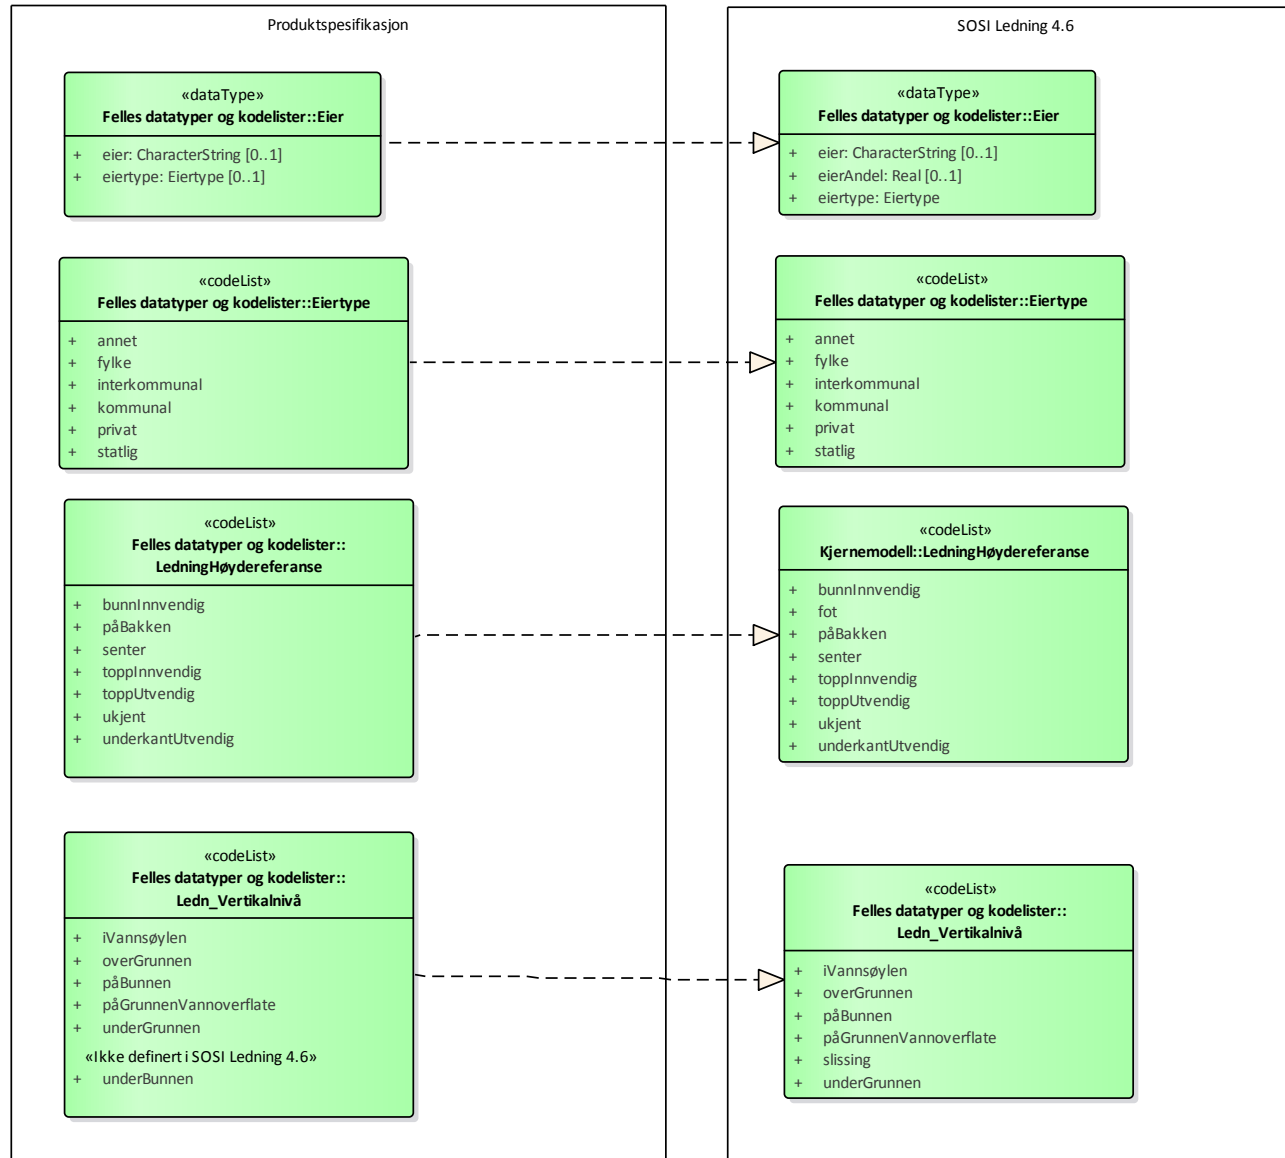 Produktspesifikasjon
«dataType»
Felles datatyper og kodelister::Eier
+ eier: CharacterString [0..1]
+ eiertype: Eiertype [0..1]
«codeList»
Felles datatyper og kodelister::Eiertype
+ annet
+ fylke
+ interkommunal
+ kommunal
+ privat
+ statlig
«codeList»
Felles datatyper og kodelister::
LedningHøydereferanse
+ bunnInnvendig
+ påBakken
+ senter
+ toppInnvendig
+ toppUtvendig
+ ukjent
+ underkantUtvendig
«codeList»
Felles datatyper og kodelister::
Ledn_Vertikalnivå
+ iVannsøylen
+ overGrunnen
+ påBunnen
+ påGrunnenVannoverflate
+ underGrunnen
«Ikke definert i SOSI Ledning 4.6»
+ underBunnen
SOSI Ledning 4.6
«dataType»
Felles datatyper og kodelister::Eier
+ eier: CharacterString [0..1]
+ eierAndel: Real [0..1]
+ eiertype: Eiertype
«codeList»
Felles datatyper og kodelister::Eiertype
+ annet
+ fylke
+ interkommunal
+ kommunal
+ privat
+ statlig
«codeList»
Kjernemodell::LedningHøydereferanse
+ bunnInnvendig
+ fot
+ påBakken
+ senter
+ toppInnvendig
+ toppUtvendig
+ ukjent
+ underkantUtvendig
«codeList»
Felles datatyper og kodelister::
Ledn_Vertikalnivå
+ iVannsøylen
+ overGrunnen
+ påBunnen
+ påGrunnenVannoverflate
+ slissing
+ underGrunnen